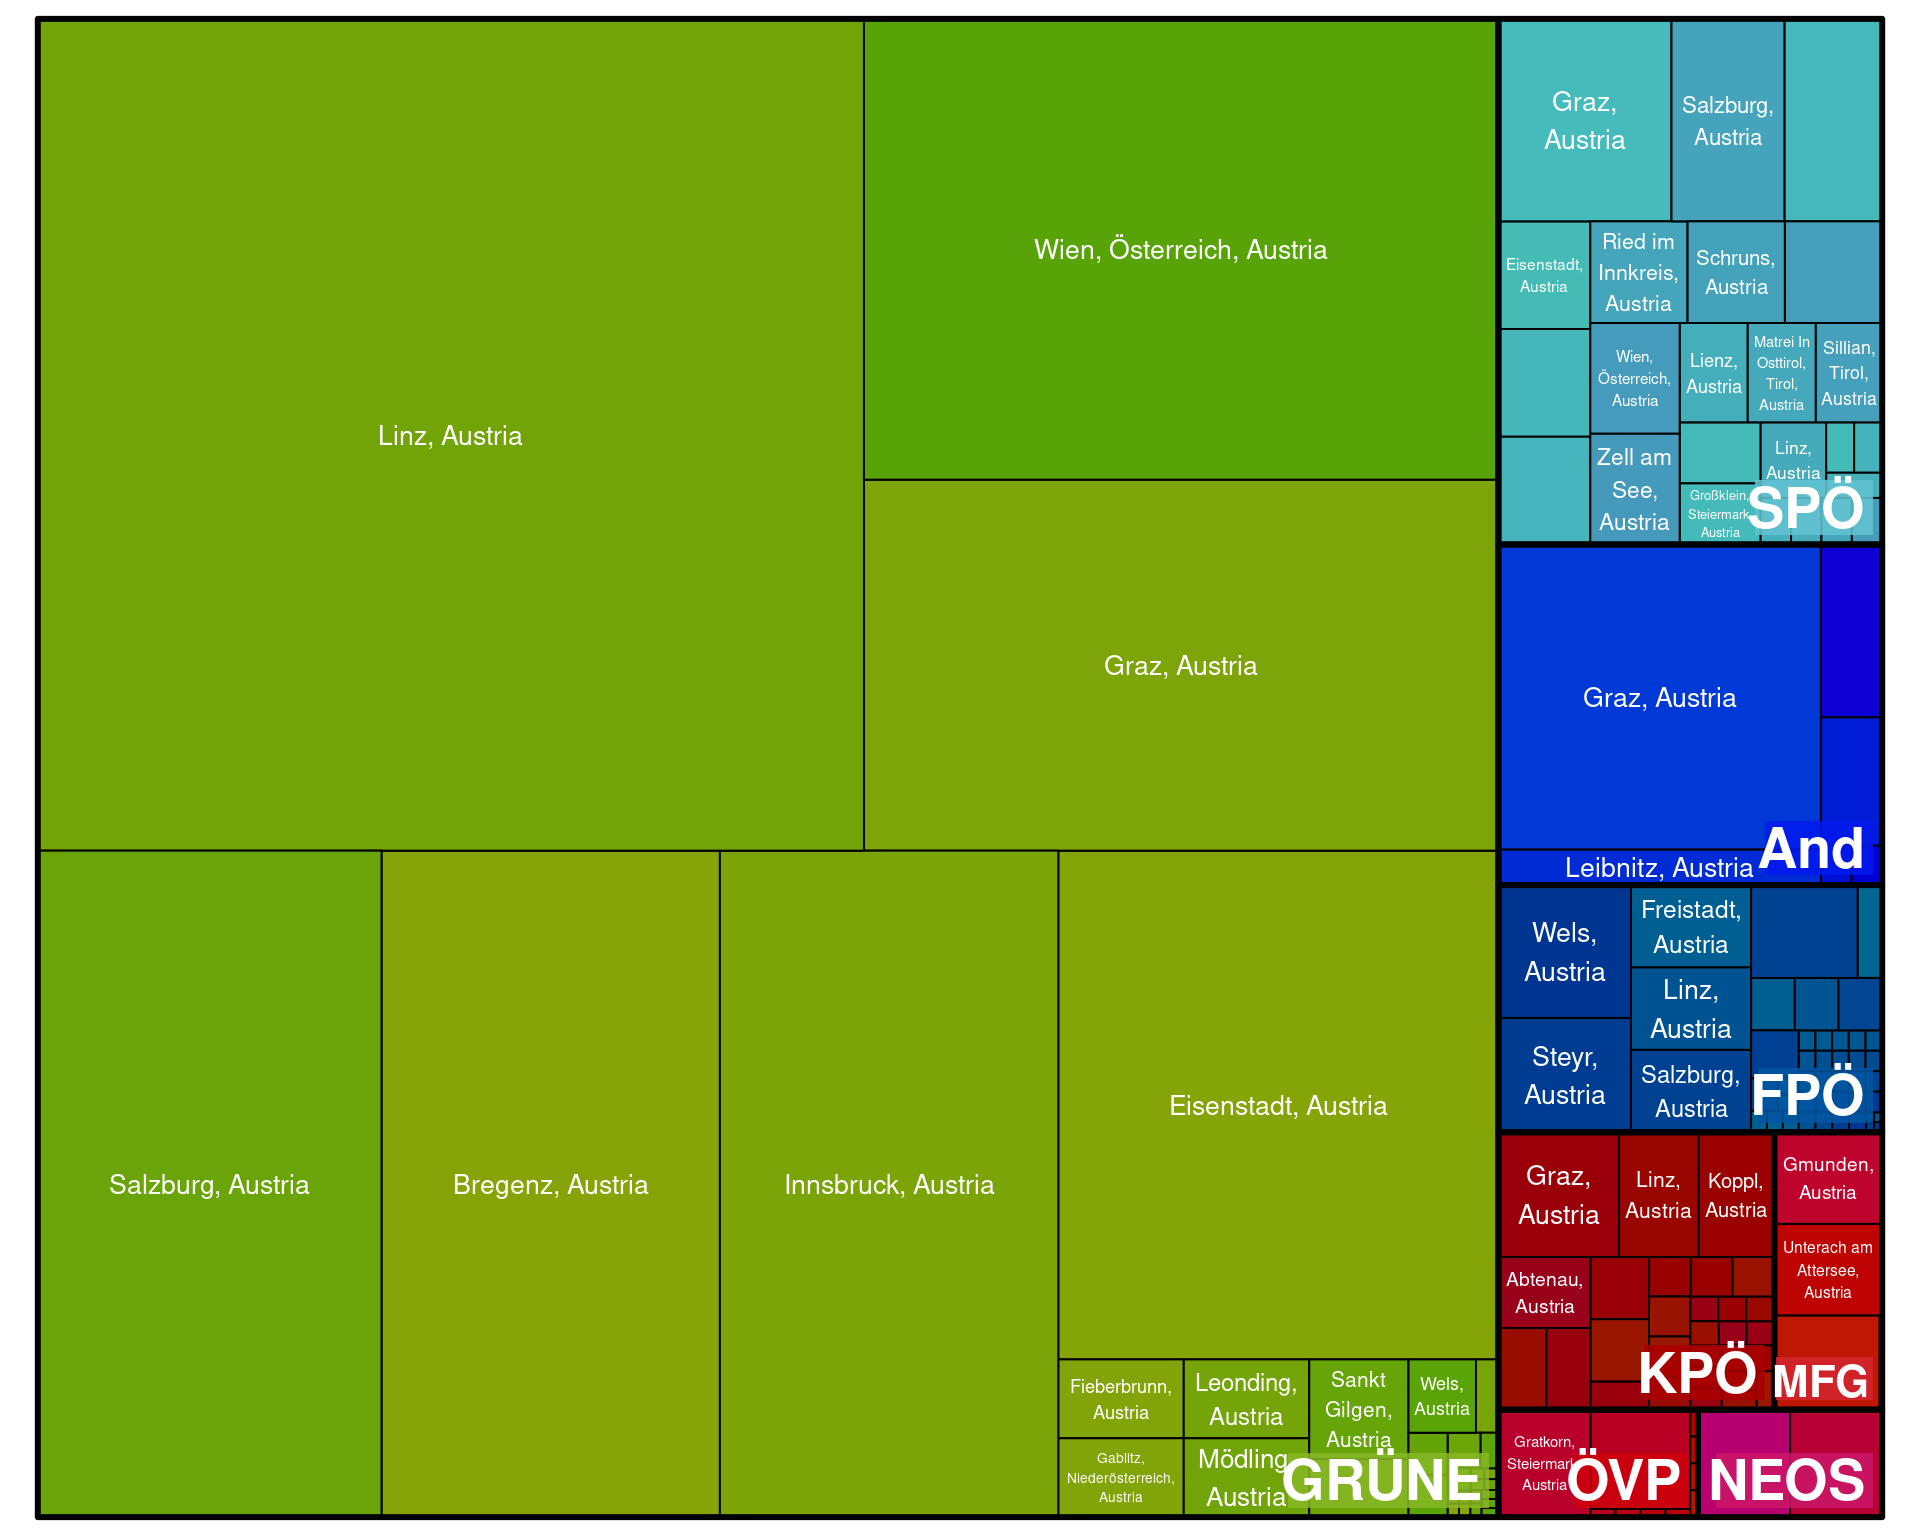 Linz, Austria
Wien, Österreich, Austria
Graz, Austria
Salzburg, Austria
Bregenz, Austria
Innsbruck, Austria
Eisenstadt, Austria
Fieberbrunn,
Austria
Gablitz,
Niederösterreich,
Austria
Leonding,
Austria
Mödling
Austria
Sankt
Gilgen,
Austria
Wels,
Austria
GRÜNE
Graz,
Austria
Salzburg,
Austria
Eisenstadt,
Austria
Ried im
Innkreis,
Austria
Schruns,
Austria
Wien,
Österreich,
Austria
Zell am
See,
Austria
Lienz,
Austria
Matrei In
Osttirol,
Tirol,
Austria
Sillian,
Tirol,
Austria
Linz,
Austria
Großklein,
Steiermark
Austria
SPÖ
Graz, Austria
Leibnitz, Austria
And
Wels,
Austria
Steyr,
Austria
Freistadt,
Austria
Linz,
Austria
Salzburg,
Austria
FPÖ
Graz,
Austria
Linz,
Austria
Koppl,
Austria
Abtenau,
Austria
KPÖ
Gmunden,
Austria
Unterach am
Attersee,
Austria
MFG
Gratkorn,
Steiermark
Austria
ÖVP
NEOS